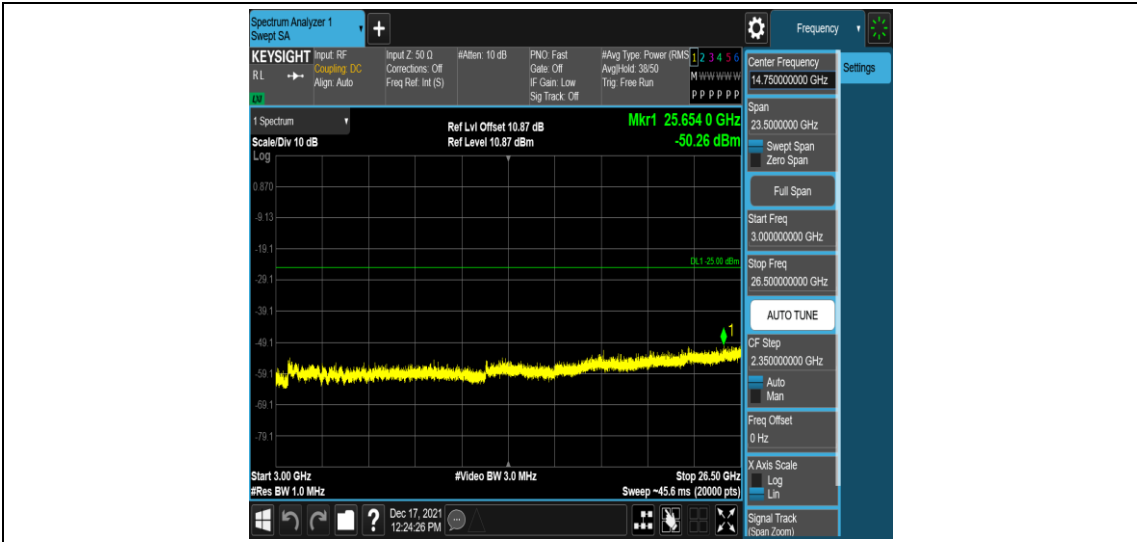 Spectrum Analyzer 1
Swept SA
Frequency
KEYSIGHT
RL
Input: RF
Coupling: DC
Align: Auto
Input Z: 50 Ω
Corrections: Off
Freq Ref: Int (S)
#Atten: 10 dB
PNO: Fast
Gate: Off
IF Gain: Low
Sig Track: Off
#Avg Type: Power (RMS
Avg|Hold: 38/50
Trig: Free Run
1 2 3 4 5 6
M W W W W W
P P P P P P
1 Spectrum
Scale/Div 10 dB
Log
Ref Lvl Offset 10.87 dB
Ref Level 10.87 dBm
Mkr1 25.654 0 GHz
-50.26 dBm
0.870
-9.13
-19.1
DL1 -25.00 dBm
-29.1
-39.1
1
-49.1
-59.1
-69.1
-79.1
Start 3.00 GHz
#Res BW 1.0 MHz
#Video BW 3.0 MHz
Stop 26.50 GHz
Sweep ~45.6 ms (20000 pts)
Dec 17, 2021
12:24:26 PM
Center Frequency
14.750000000 GHz
Settings
Span
23.5000000 GHz
Swept Span
Zero Span
Full Span
Start Freq
3.000000000 GHz
Stop Freq
26.500000000 GHz
AUTO TUNE
CF Step
2.350000000 GHz
Auto
Man
Freq Offset
0 Hz
X Axis Scale
Log
Lin
Signal Track
(Span Zoom)